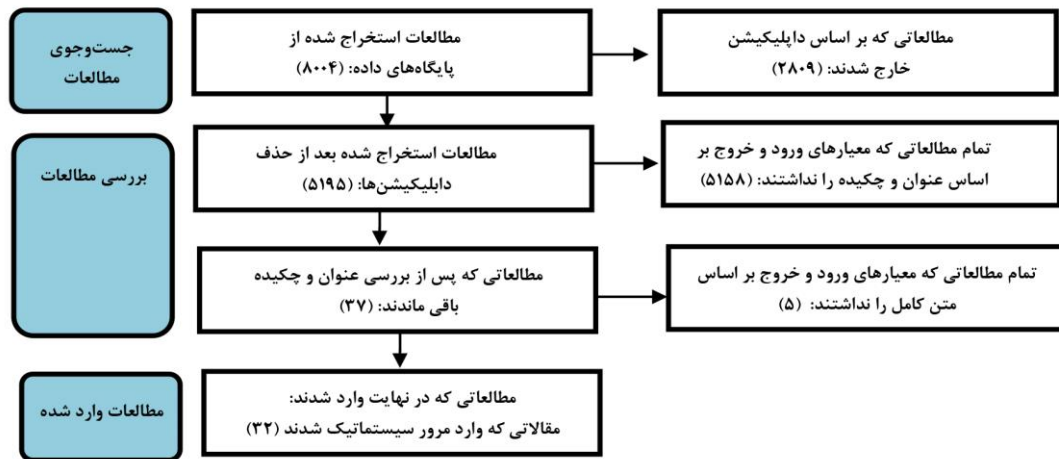 جست‌وجوی
مطالعات
مطالعات استخراج شده از
پایگاه‌های داده: (۸۰۰۴)
مطالعاتی که بر اساس داپلیکیشن
خارج شدند: (۲۸۰۹)
بررسی مطالعات
مطالعات استخراج شده بعد از حذف
دابلیکیشن‌ها: (۵۱۹۵)
تمام مطالعاتی که معیارهای ورود و خروج بر
اساس عنوان و چکیده را نداشتند: (۵۱۵۸)
مطالعاتی که پس از بررسی عنوان و چکیده
باقی ماندند: (۳۷)
تمام مطالعاتی که معیارهای ورود و خروج بر اساس
متن کامل را نداشتند: (۵)
مطالعات وارد شده
مطالعاتی که در نهایت وارد شدند:
مقالاتی که وارد مرور سیستماتیک شدند (۳۲)